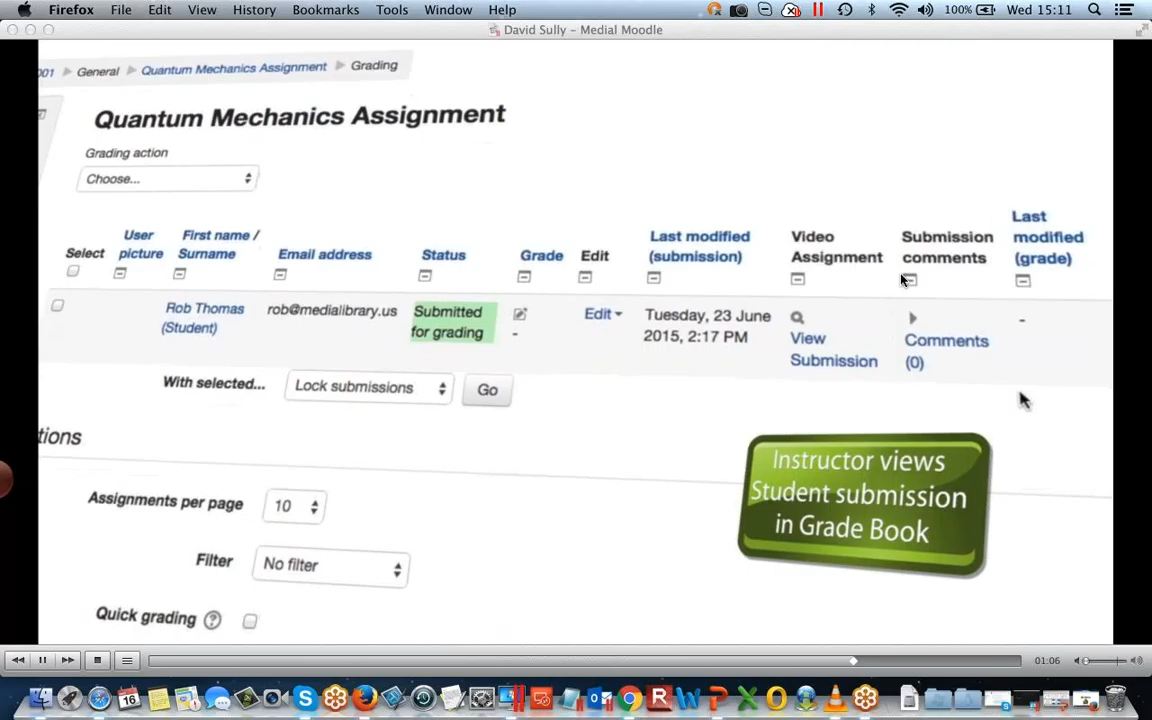 Firefox File Edit View History Bookmarks Tools Window Help 100% Wed 15:11
David Sully - Medial Moodle
001 General Quantum Mechanics Assignment Grading
Quantum Mechanics Assignment
Grading action
Choose...
Select
User picture
First name / Surname
Email address
Status
Grade
Edit
Last modified (submission)
Video Assignment
Submission comments
Last modified (grade)
Rob Thomas (Student)
rob@medialibrary.us
Submitted for grading
-
Edit
Tuesday, 23 June 2015, 2:17 PM
View Submission
Comments (0)
-
With selected... Lock submissions Go
tions
Instructor views
Student submission
in Grade Book
Assignments per page 10
Filter No filter
Quick grading ?
01:06